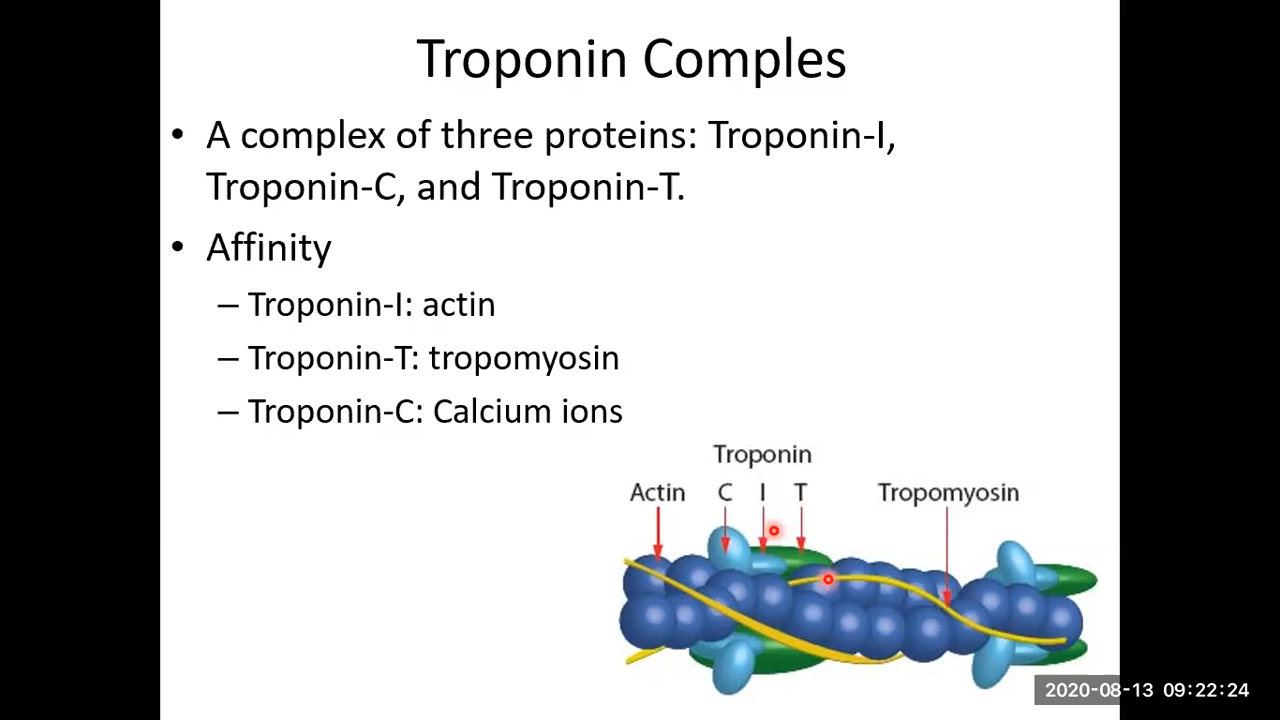 Troponin Comples
• A complex of three proteins: Troponin-I,
Troponin-C, and Troponin-T.
• Affinity
– Troponin-I: actin
– Troponin-T: tropomyosin
– Troponin-C: Calcium ions
Troponin
Actin C I T Tropomyosin
2020-08-13 09:22:24